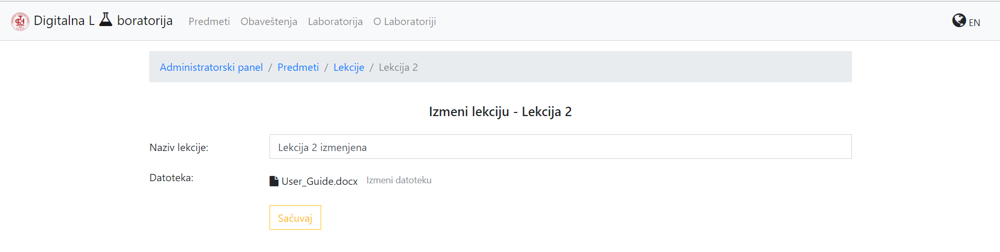 Digitalna L boratorija Predmeti Obaveštenja Laboratorija O Laboratoriji EN
Administratorski panel / Predmeti / Lekcije / Lekcija 2
Izmeni lekciju - Lekcija 2
Naziv lekcije: Lekcija 2 izmenjena
Datoteka: User_Guide.docx Izmeni datoteku
Sačuvaj